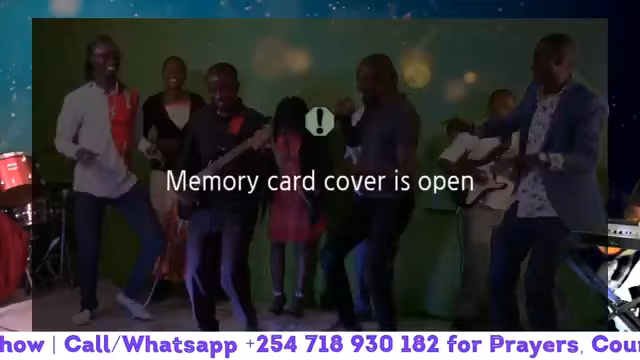 Memory card cover is open
how | Call/Whatsapp +254 718 930 182 for Prayers, Cou